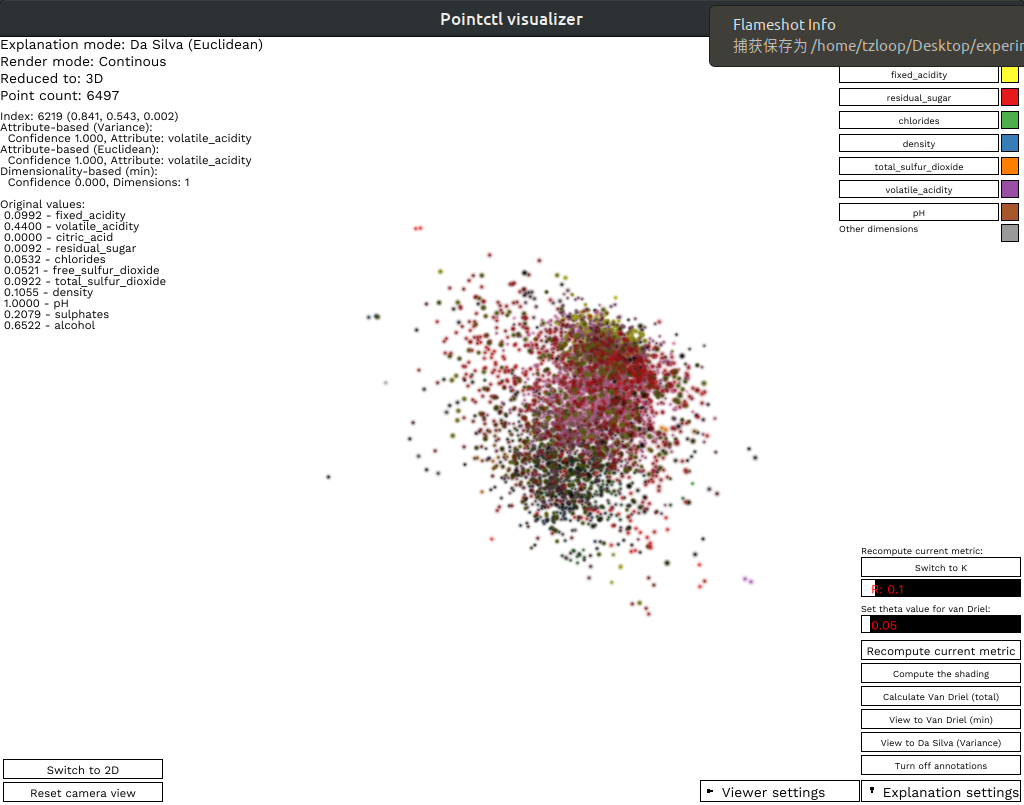 Pointctl visualizer
Flameshot Info
捕获保存为 /home/tzloop/Desktop/experim
Explanation mode: Da Silva (Euclidean)
Render mode: Continous
Reduced to: 3D
Point count: 6497
Index: 6219 (0.841, 0.543, 0.002)
Attribute-based (Variance):
Confidence 1.000, Attribute: volatile_acidity
Attribute-based (Euclidean):
Confidence 1.000, Attribute: volatile_acidity
Dimensionality-based (min):
Confidence 0.000, Dimensions: 1
Original values:
0.0992 - fixed_acidity
0.4400 - volatile_acidity
0.0000 - citric_acid
0.0092 - residual_sugar
0.0532 - chlorides
0.0521 - free_sulfur_dioxide
0.0922 - total_sulfur_dioxide
0.1055 - density
1.0000 - pH
0.2079 - sulphates
0.6522 - alcohol
fixed_acidity
residual_sugar
chlorides
density
total_sulfur_dioxide
volatile_acidity
pH
Other dimensions
Recompute current metric:
Switch to K
R: 0.1
Set theta value for van Driel:
0.05
Recompute current metric
Compute the shading
Calculate Van Driel (total)
View to Van Driel (min)
View to Da Silva (Variance)
Turn off annotations
Switch to 2D
Reset camera view
Viewer settings
Explanation settings